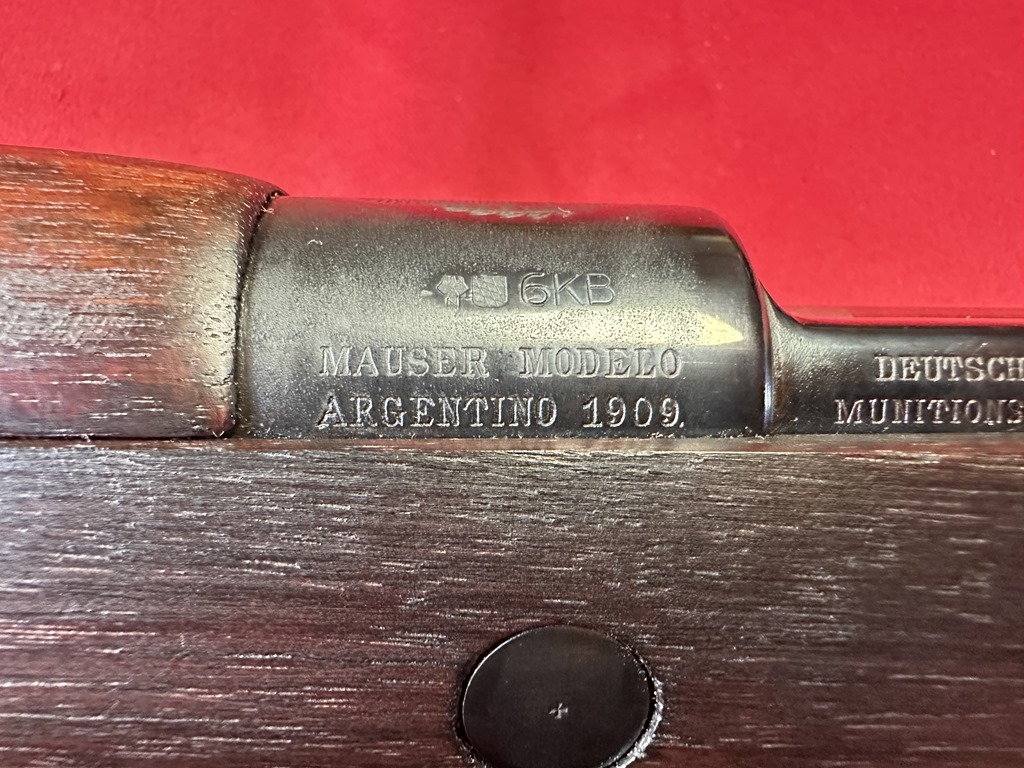 6KB
MAUSER MODELO
ARGENTINO 1909.
DEUTSCH
MUNITIONS